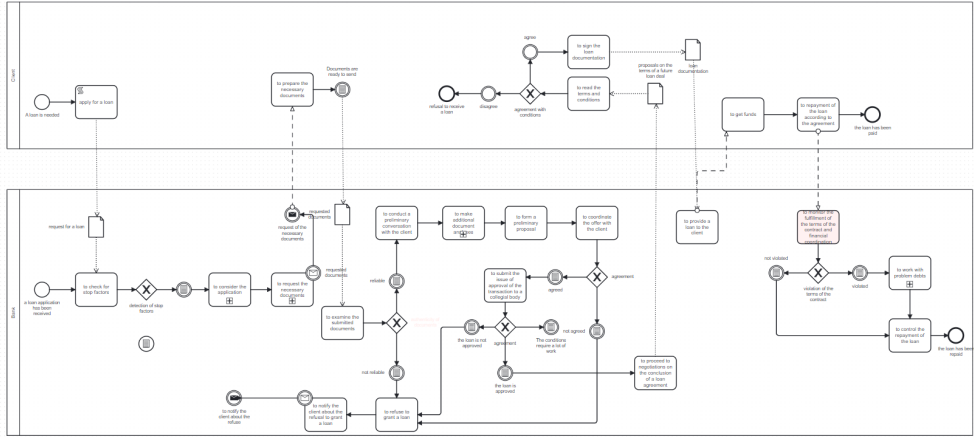 Client
A loan is needed
apply for a loan
to prepare the
necessary
documents
Documents are
ready to send
agree
to sign the
loan
documentation
proposals on the
terms of a future
loan deal
loan
documentation
refusal to receive
a loan
disagree
agreement with
conditions
to read the
terms and
conditions
to get funds
to repayment of
the loan
according to
the agreement
the loan has been
paid
Bank
request for a loan
a loan application
has been
received
to check for
stop factors
detection of stop
factors
to consider the
application
to request the
necessary
documents
request of the
necessary
documents
requested
documents
requested
documents
to examine the
submitted
documents
reliable
not reliable
to conduct a
preliminary
conversation
with the client
to make
additional
document
to form a
preliminary
proposal
to coordinate
the offer with
the client
agreement
agreed
not agreed
to submit the
issue of
approval of the
transaction to a
collegial body
the loan is not
approved
agreement
The conditions
require a lot of
work
the loan is
approved
to proceed to
negotiations on
the conclusion
of a loan
agreement
to refuse to
grant a loan
to notify the
client about the
refusal to grant
a loan
to notify the
client about the
refuse
to provide a
loan to the
client
to monitor the
fulfillment of
the terms of the
contract and
financial
not violated
violation of the
terms of the
contract
violated
to work with
problem debts
to control the
repayment of
the loan
the loan has been
repaid